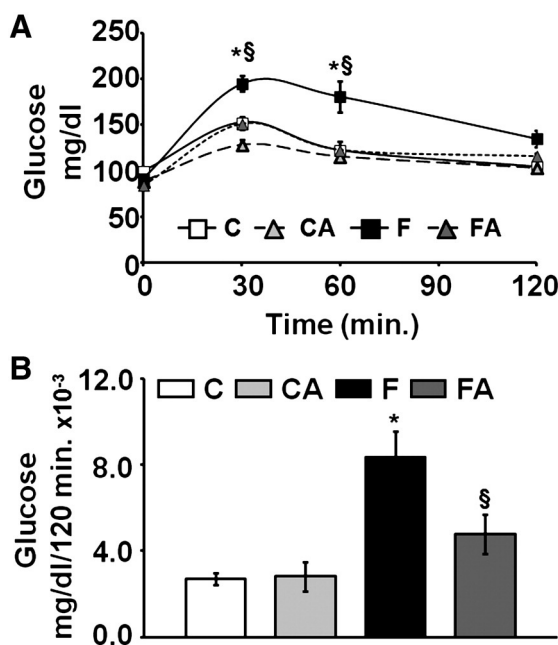 A
Glucose
mg/dl
250
200
150
100
50
0
*§
*§
C CA F FA
0 30 60 90 120
Time (min.)
B
Glucose
mg/dl/120 min. x10⁻³
12.0
8.0
4.0
0.0
C CA F FA
*
§